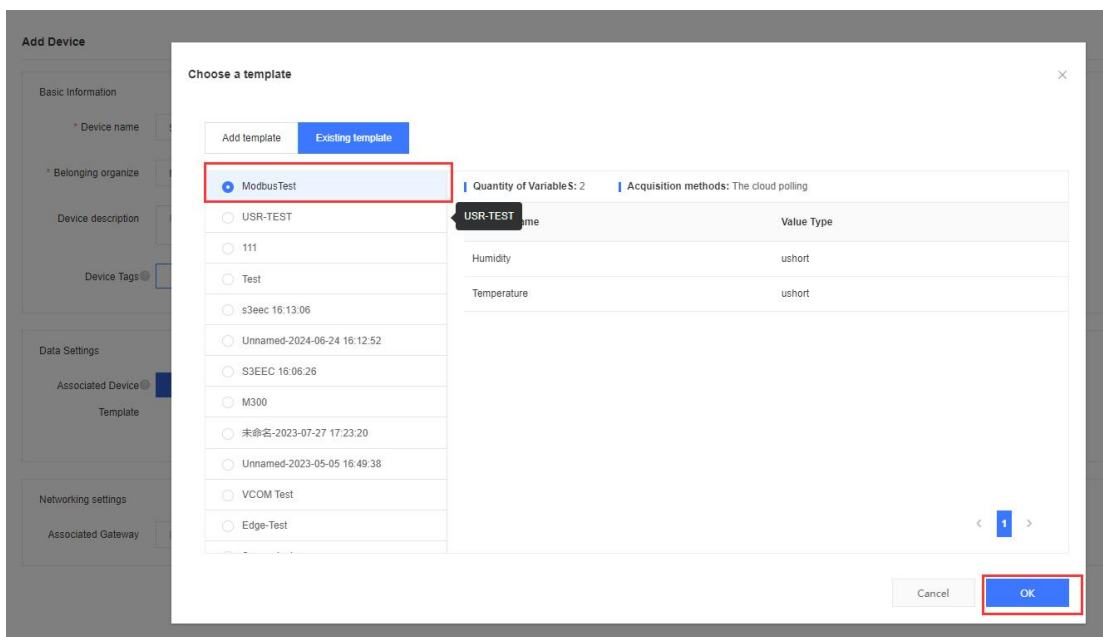 Add Device
Choose a template
Basic Information
* Device name
Add template Existing template
* Belonging organize
ModbusTest
Quantity of VariableS: 2 Acquisition methods: The cloud polling
Device description
USR-TEST
USR-TEST
Value Type
111
Humidity ushort
Device Tags
Test
Temperature ushort
s3eec 16:13:06
Unnamed-2024-06-24 16:12:52
Data Settings
S3EEC 16:06:26
Associated Device
M300
Template
未命名-2023-07-27 17:23:20
Unnamed-2023-05-05 16:49:38
Networking settings
VCOM Test
Edge-Test
< 1 >
Associated Gateway
Cancel OK